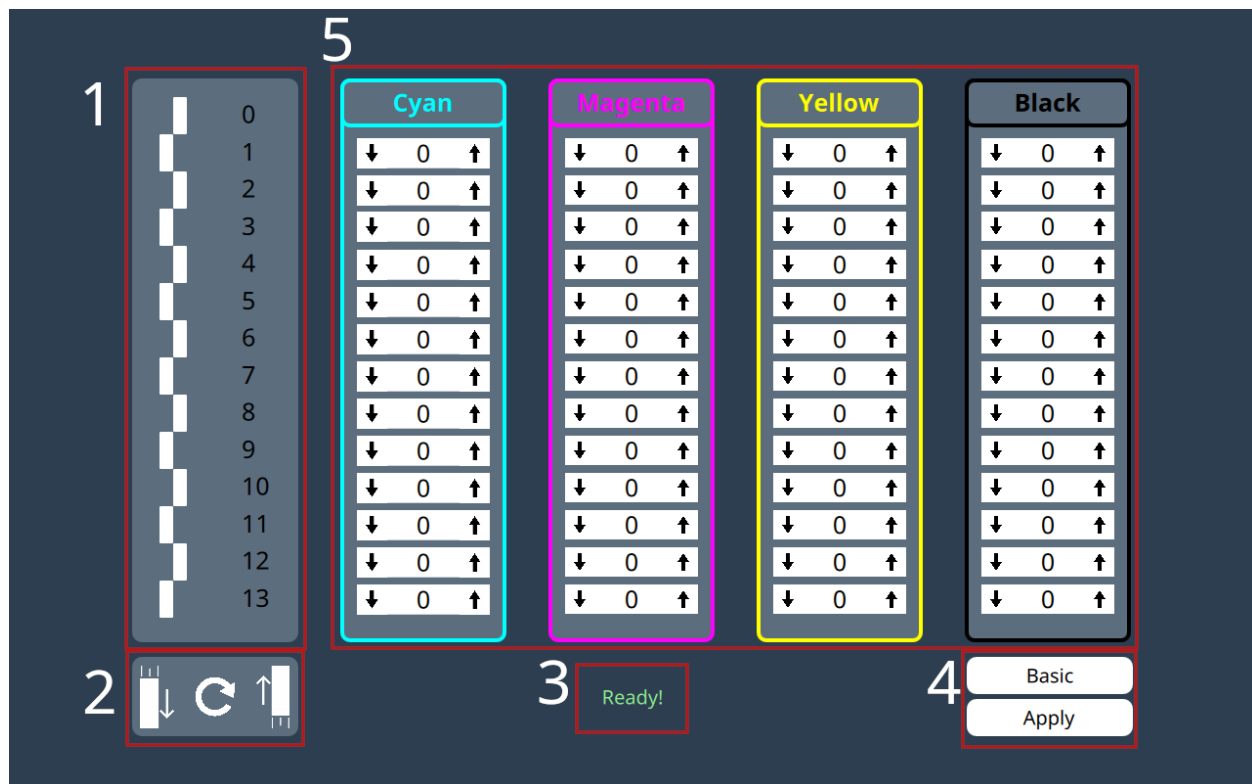 5
1
Cyan Magenta Yellow Black
0 0 0 0 0
1 0 0 0 0
2 0 0 0 0
3 0 0 0 0
4 0 0 0 0
5 0 0 0 0
6 0 0 0 0
7 0 0 0 0
8 0 0 0 0
9 0 0 0 0
10 0 0 0 0
11 0 0 0 0
12 0 0 0 0
13 0 0 0 0
2
3
Ready!
4
Basic
Apply